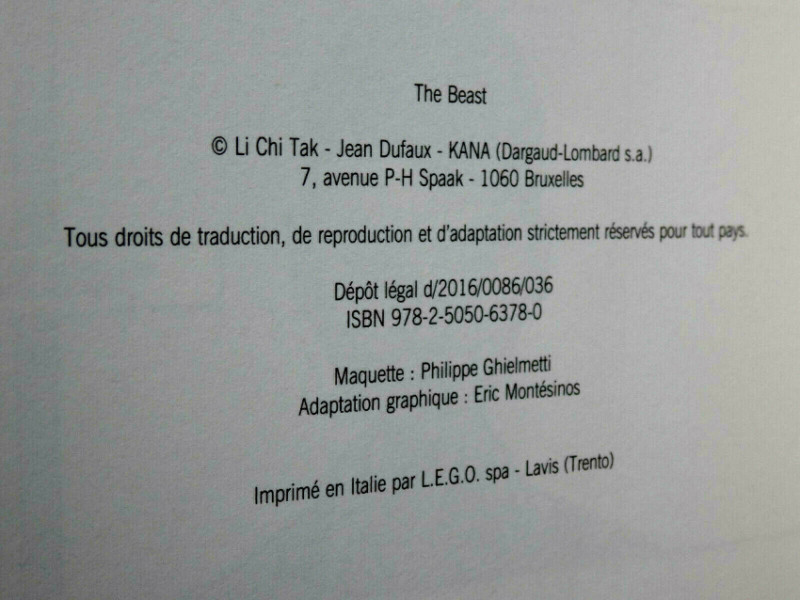 The Beast
© Li Chi Tak - Jean Dufaux - KANA (Dargaud-Lombard s.a.)
7, avenue P-H Spaak - 1060 Bruxelles
Tous droits de traduction, de reproduction et d'adaptation strictement réservés pour tout pays.
Dépôt légal d/2016/0086/036
ISBN 978-2-5050-6378-0
Maquette : Philippe Ghielmetti
Adaptation graphique : Eric Montésinos
Imprimé en Italie par L.E.G.O. spa - Lavis (Trento)